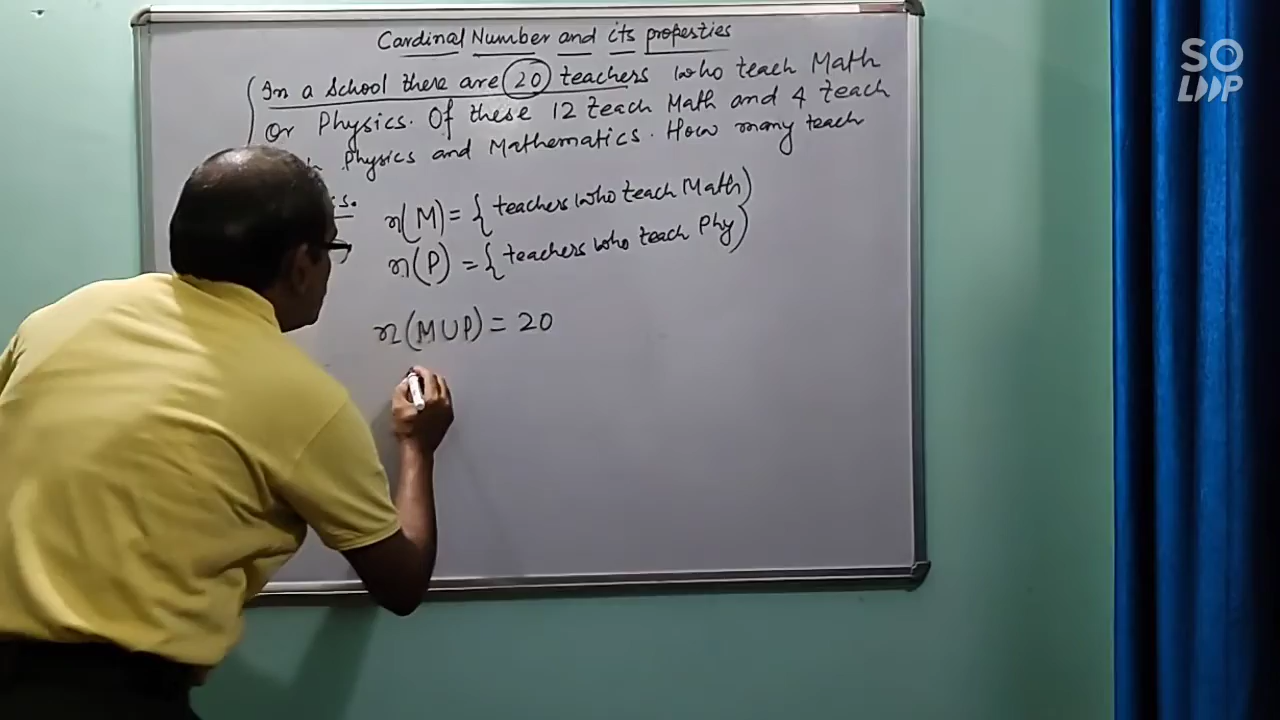 Cardinal Number and its properties
In a School there are 20 teachers who teach Math
Or Physics. Of these 12 teach Math and 4 teach
Physics and Mathematics. How many teach
n(M) = { teachers who teach Math)
n(P) = { teachers who teach Phy)
n(M∪P) = 20
SO
LOOP